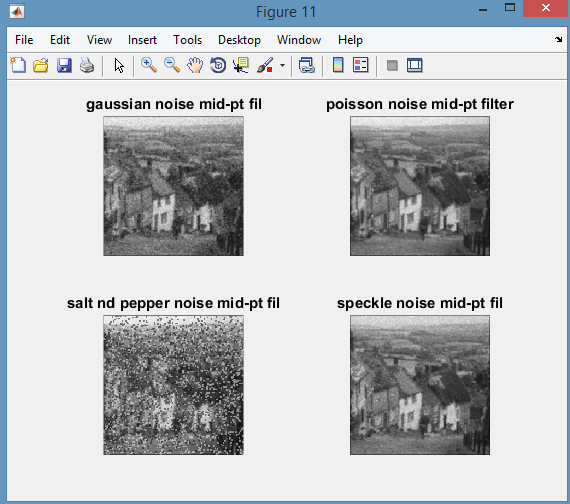 Figure 11
File Edit View Insert Tools Desktop Window Help
gaussian noise mid-pt fil
poisson noise mid-pt filter
salt nd pepper noise mid-pt fil
speckle noise mid-pt fil